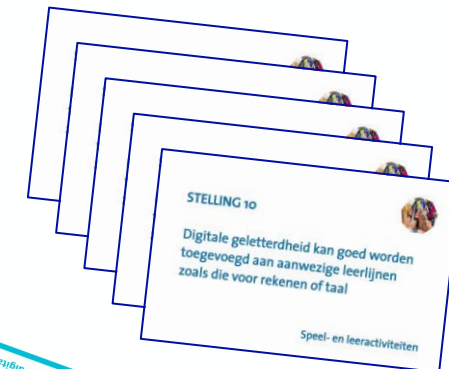 STELLING 10
Digitale geletterdheid kan goed worden
toegevoegd aan aanwezige leerlijnen
zoals die voor rekenen of taal
Speel- en leeractiviteiten